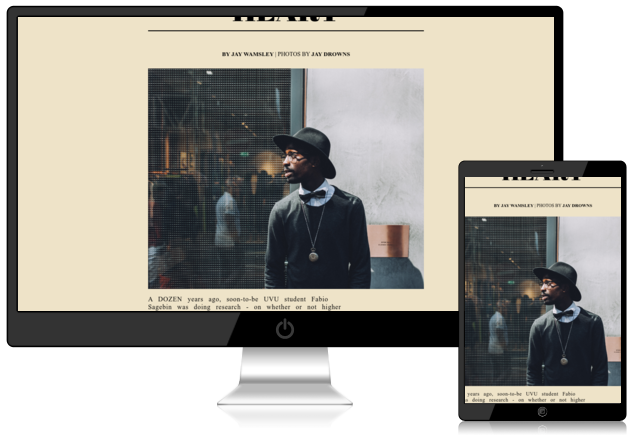 HEART
BY JAY WAMSLEY | PHOTOS BY JAY DROWNS
A DOZEN years ago, soon-to-be UVU student Fabio
Sagebin was doing research - on whether or not higher
HEART
BY JAY WAMSLEY | PHOTOS BY JAY DROWNS
years ago, soon-to-be UVU student Fabio
doing research - on whether or not higher